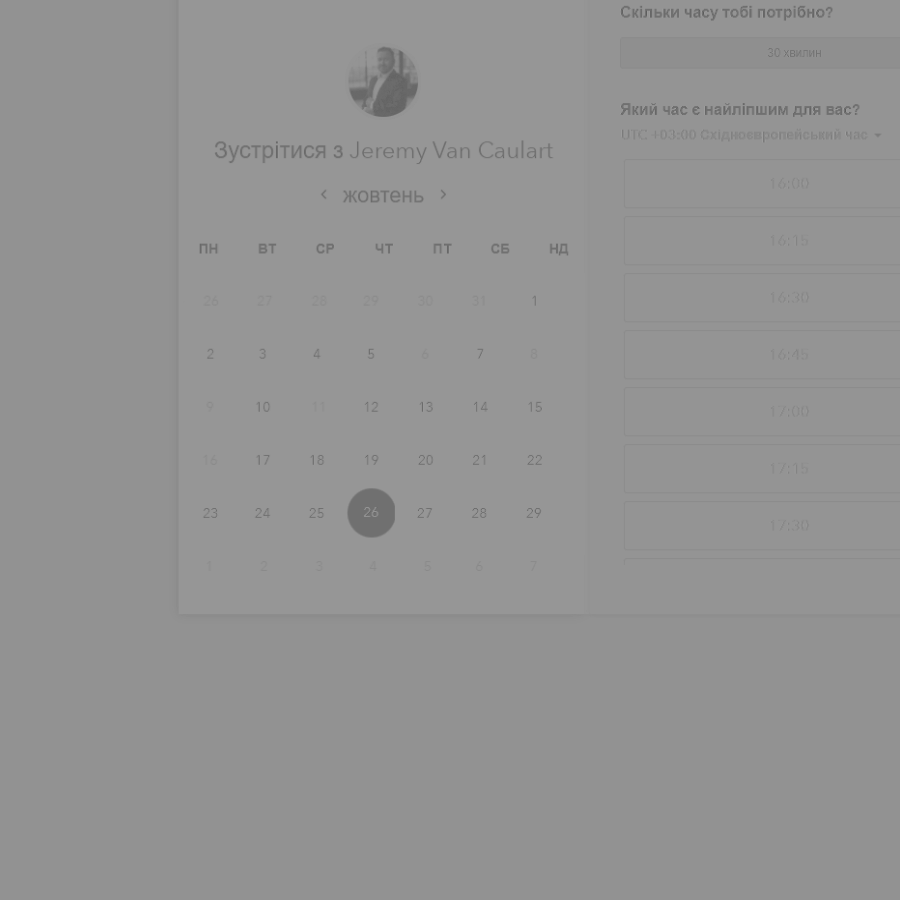 Зустрітися з Jeremy Van Caulart
жовтень
ПН ВТ СР ЧТ ПТ СБ НД
26 27 28 29 30 31 1
2 3 4 5 6 7 8
9 10 11 12 13 14 15
16 17 18 19 20 21 22
23 24 25 26 27 28 29
1 2 3 4 5 6 7
Скільки часу тобі потрібно?
30 хвилин
Який час є найліпшим для вас?
UTC +03:00 Східноєвропейський час
16:00
16:15
16:30
16:45
17:00
17:15
17:30